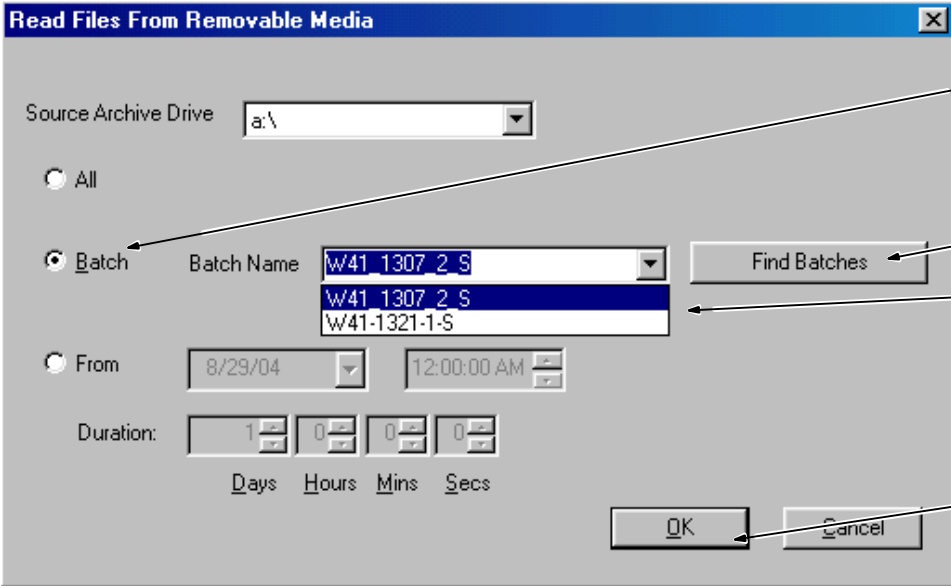 Read Files From Removable Media
Source Archive Drive a:\
All
Batch Batch Name W41_1307_2_S Find Batches
W41_1307_2_S
W41-1321-1-S
From 8/29/04 12:00:00 AM
Duration: 1 0 0 0
Days Hours Mins Secs
OK Cancel